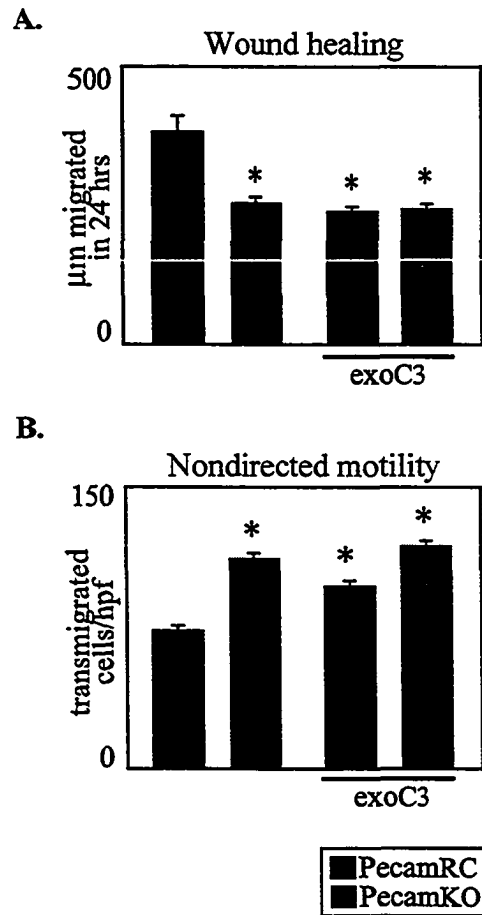 A.
Wound healing
500
µm migrated
in 24 hrs
0
*
*
*
exoC3
B.
Nondirected motility
150
transmigrated
cells/hpf
0
*
*
*
exoC3
PecamRC
PecamKO